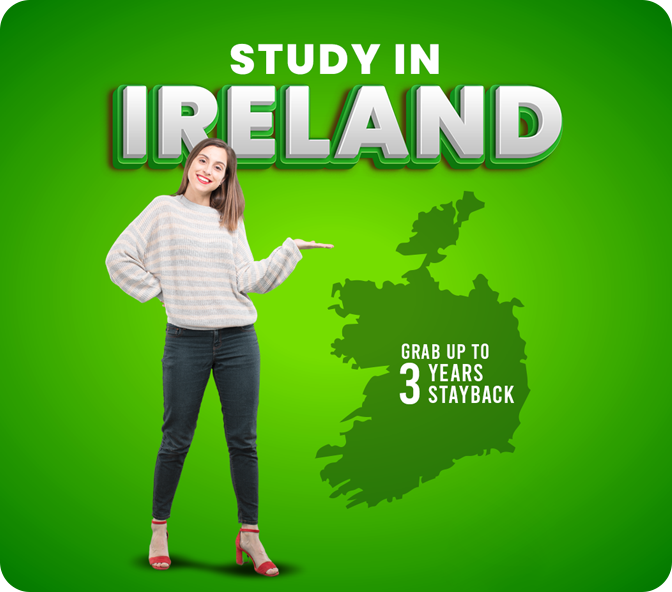 STUDY IN
IRELAND
GRAB UP TO
3 YEARS
STAYBACK